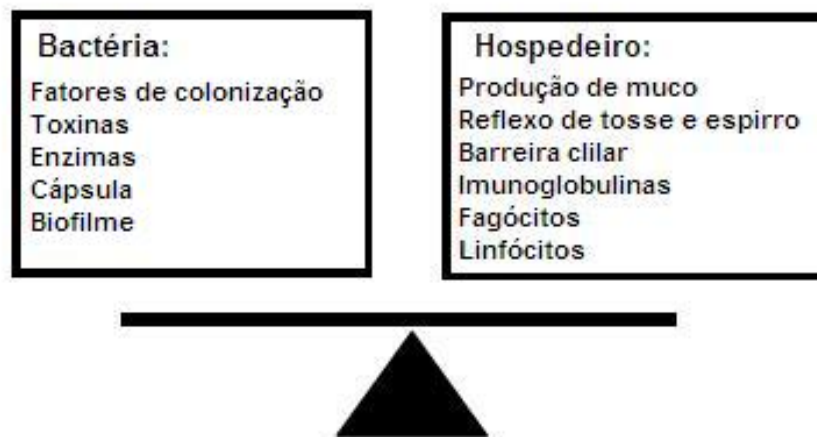 Bactéria:
Fatores de colonização
Toxinas
Enzimas
Cápsula
Biofilme
Hospedeiro:
Produção de muco
Reflexo de tosse e espirro
Barreira clilar
Imunoglobulinas
Fagócitos
Linfócitos